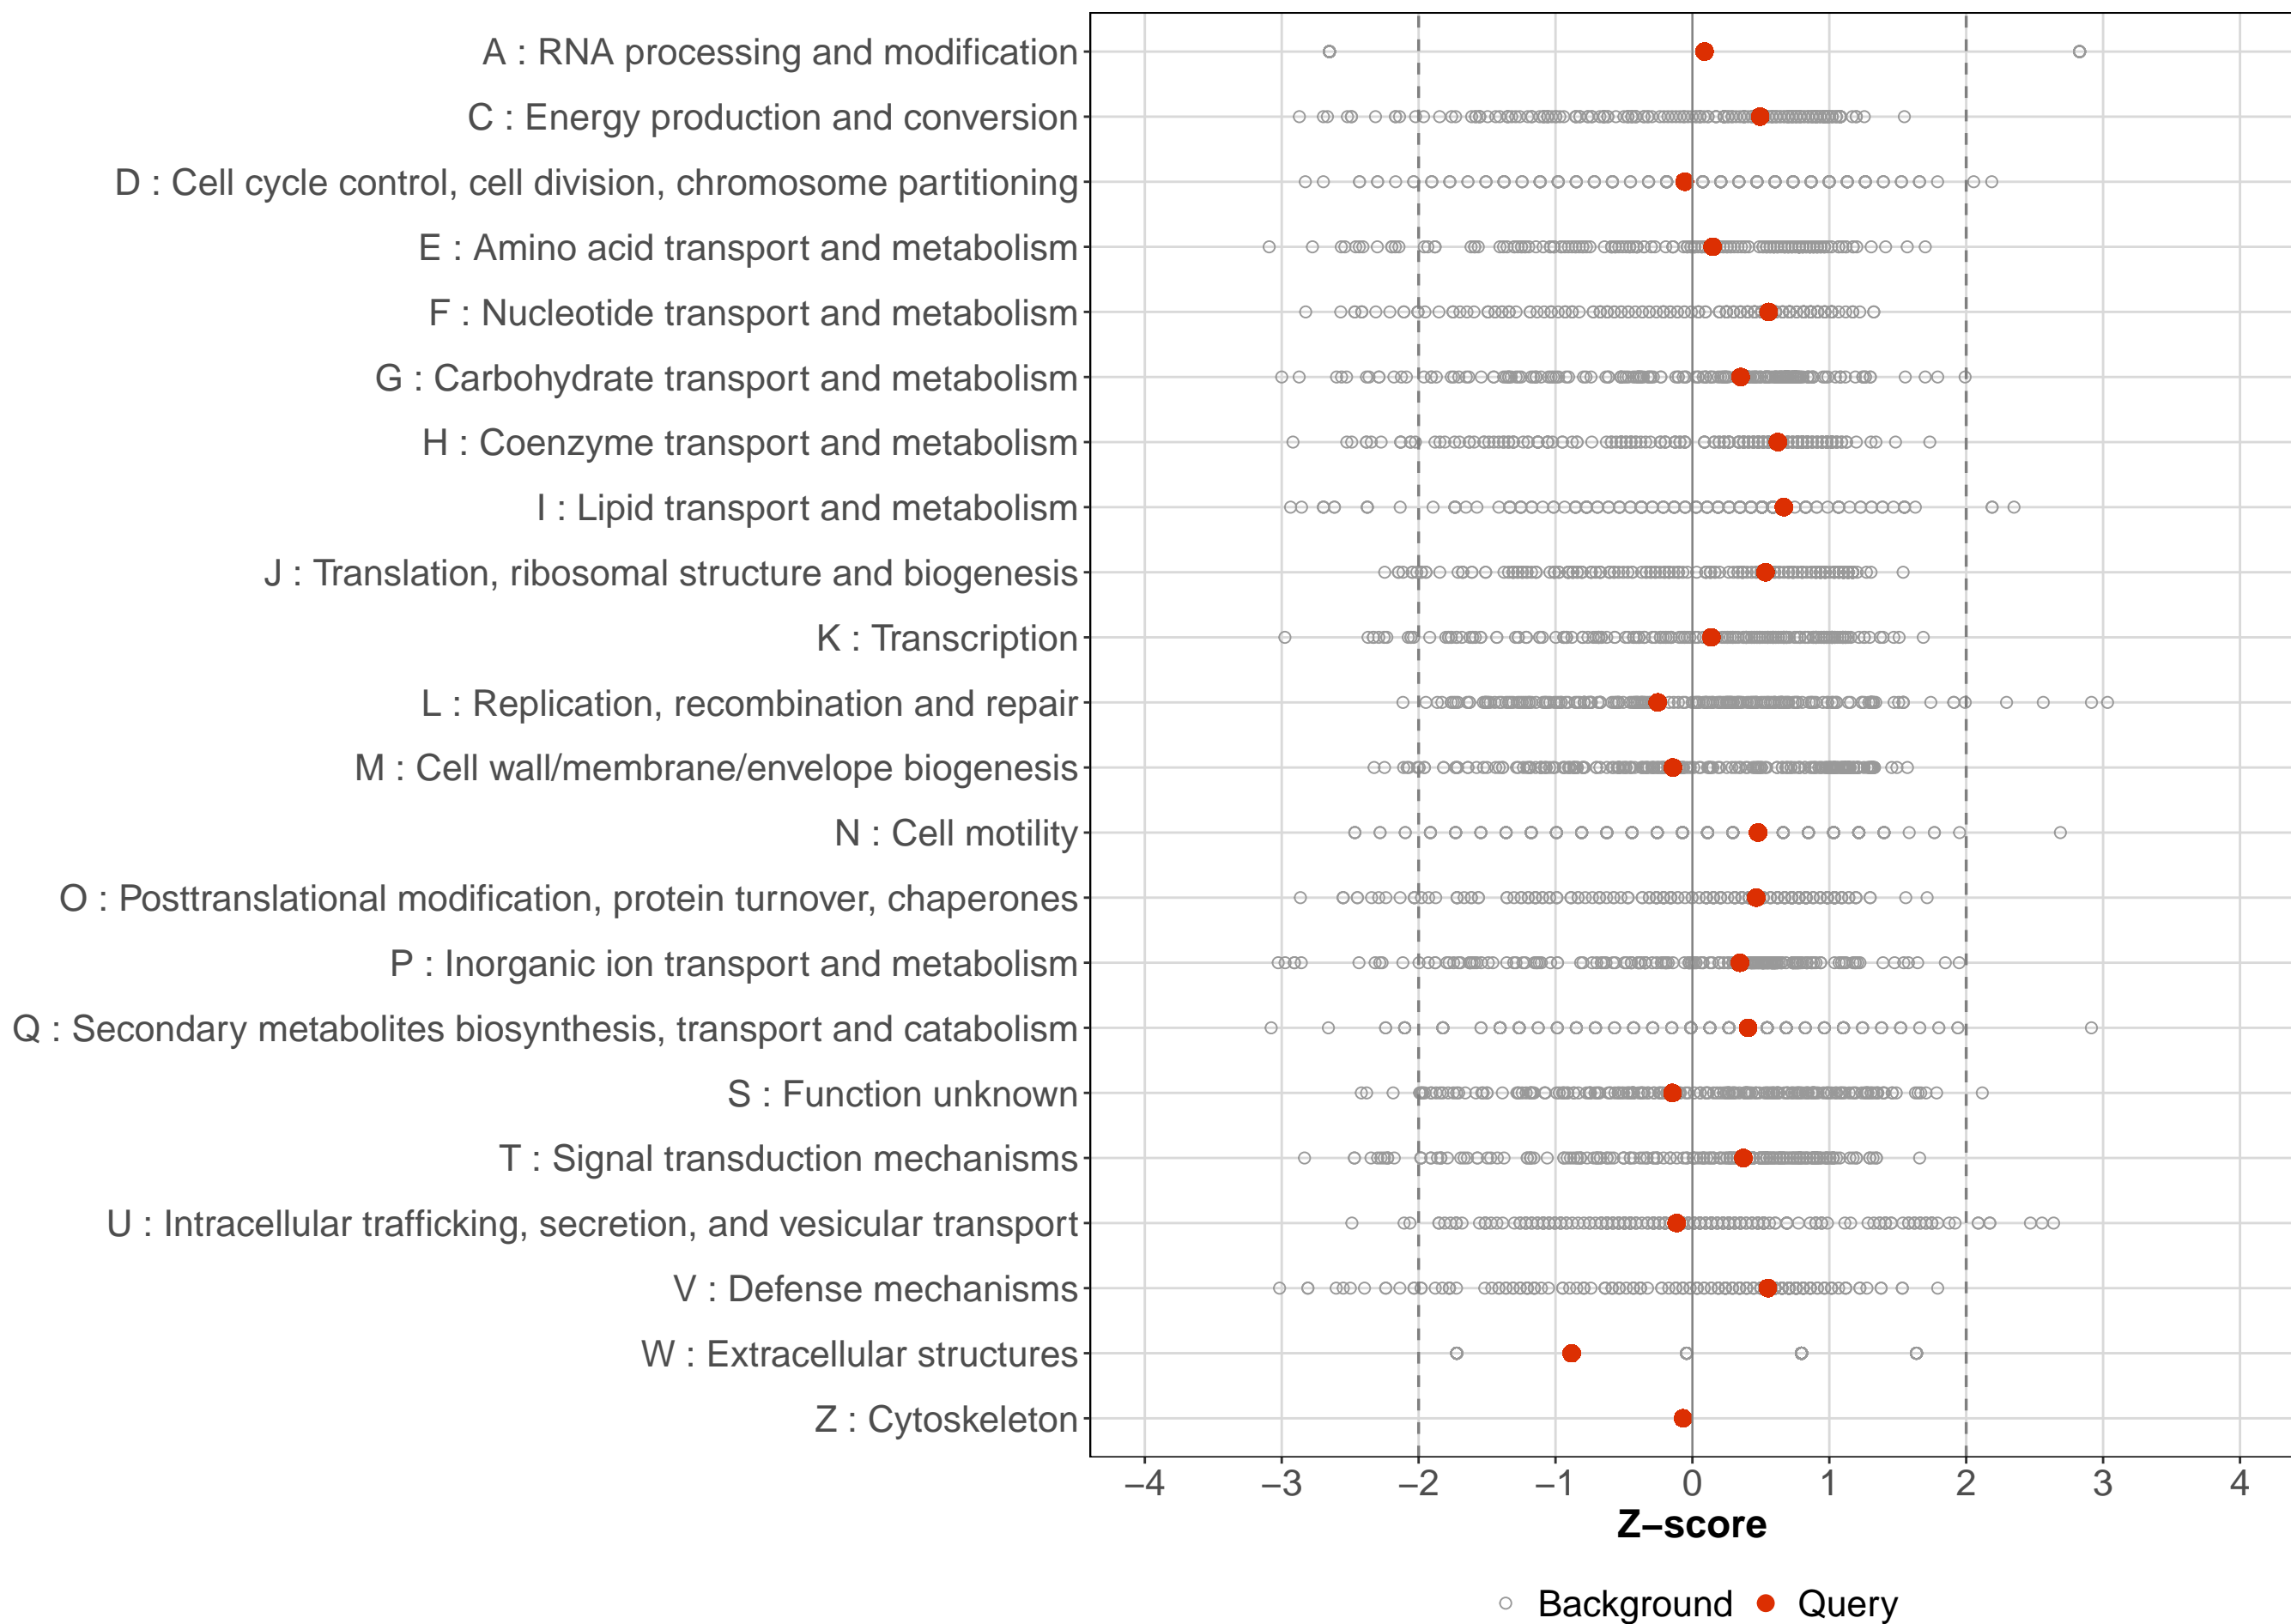 A : RNA processing and modification
C : Energy production and conversion
D : Cell cycle control, cell division, chromosome partitioning
E : Amino acid transport and metabolism
F : Nucleotide transport and metabolism
G : Carbohydrate transport and metabolism
H : Coenzyme transport and metabolism
I : Lipid transport and metabolism
J : Translation, ribosomal structure and biogenesis
K : Transcription
L : Replication, recombination and repair
M : Cell wall/membrane/envelope biogenesis
N : Cell motility
O : Posttranslational modification, protein turnover, chaperones
P : Inorganic ion transport and metabolism
Q : Secondary metabolites biosynthesis, transport and catabolism
S : Function unknown
T : Signal transduction mechanisms
U : Intracellular trafficking, secretion, and vesicular transport
V : Defense mechanisms
W : Extracellular structures
Z : Cytoskeleton
−4 −3 −2 −1 0 1 2 3 4
Z−score
Background Query